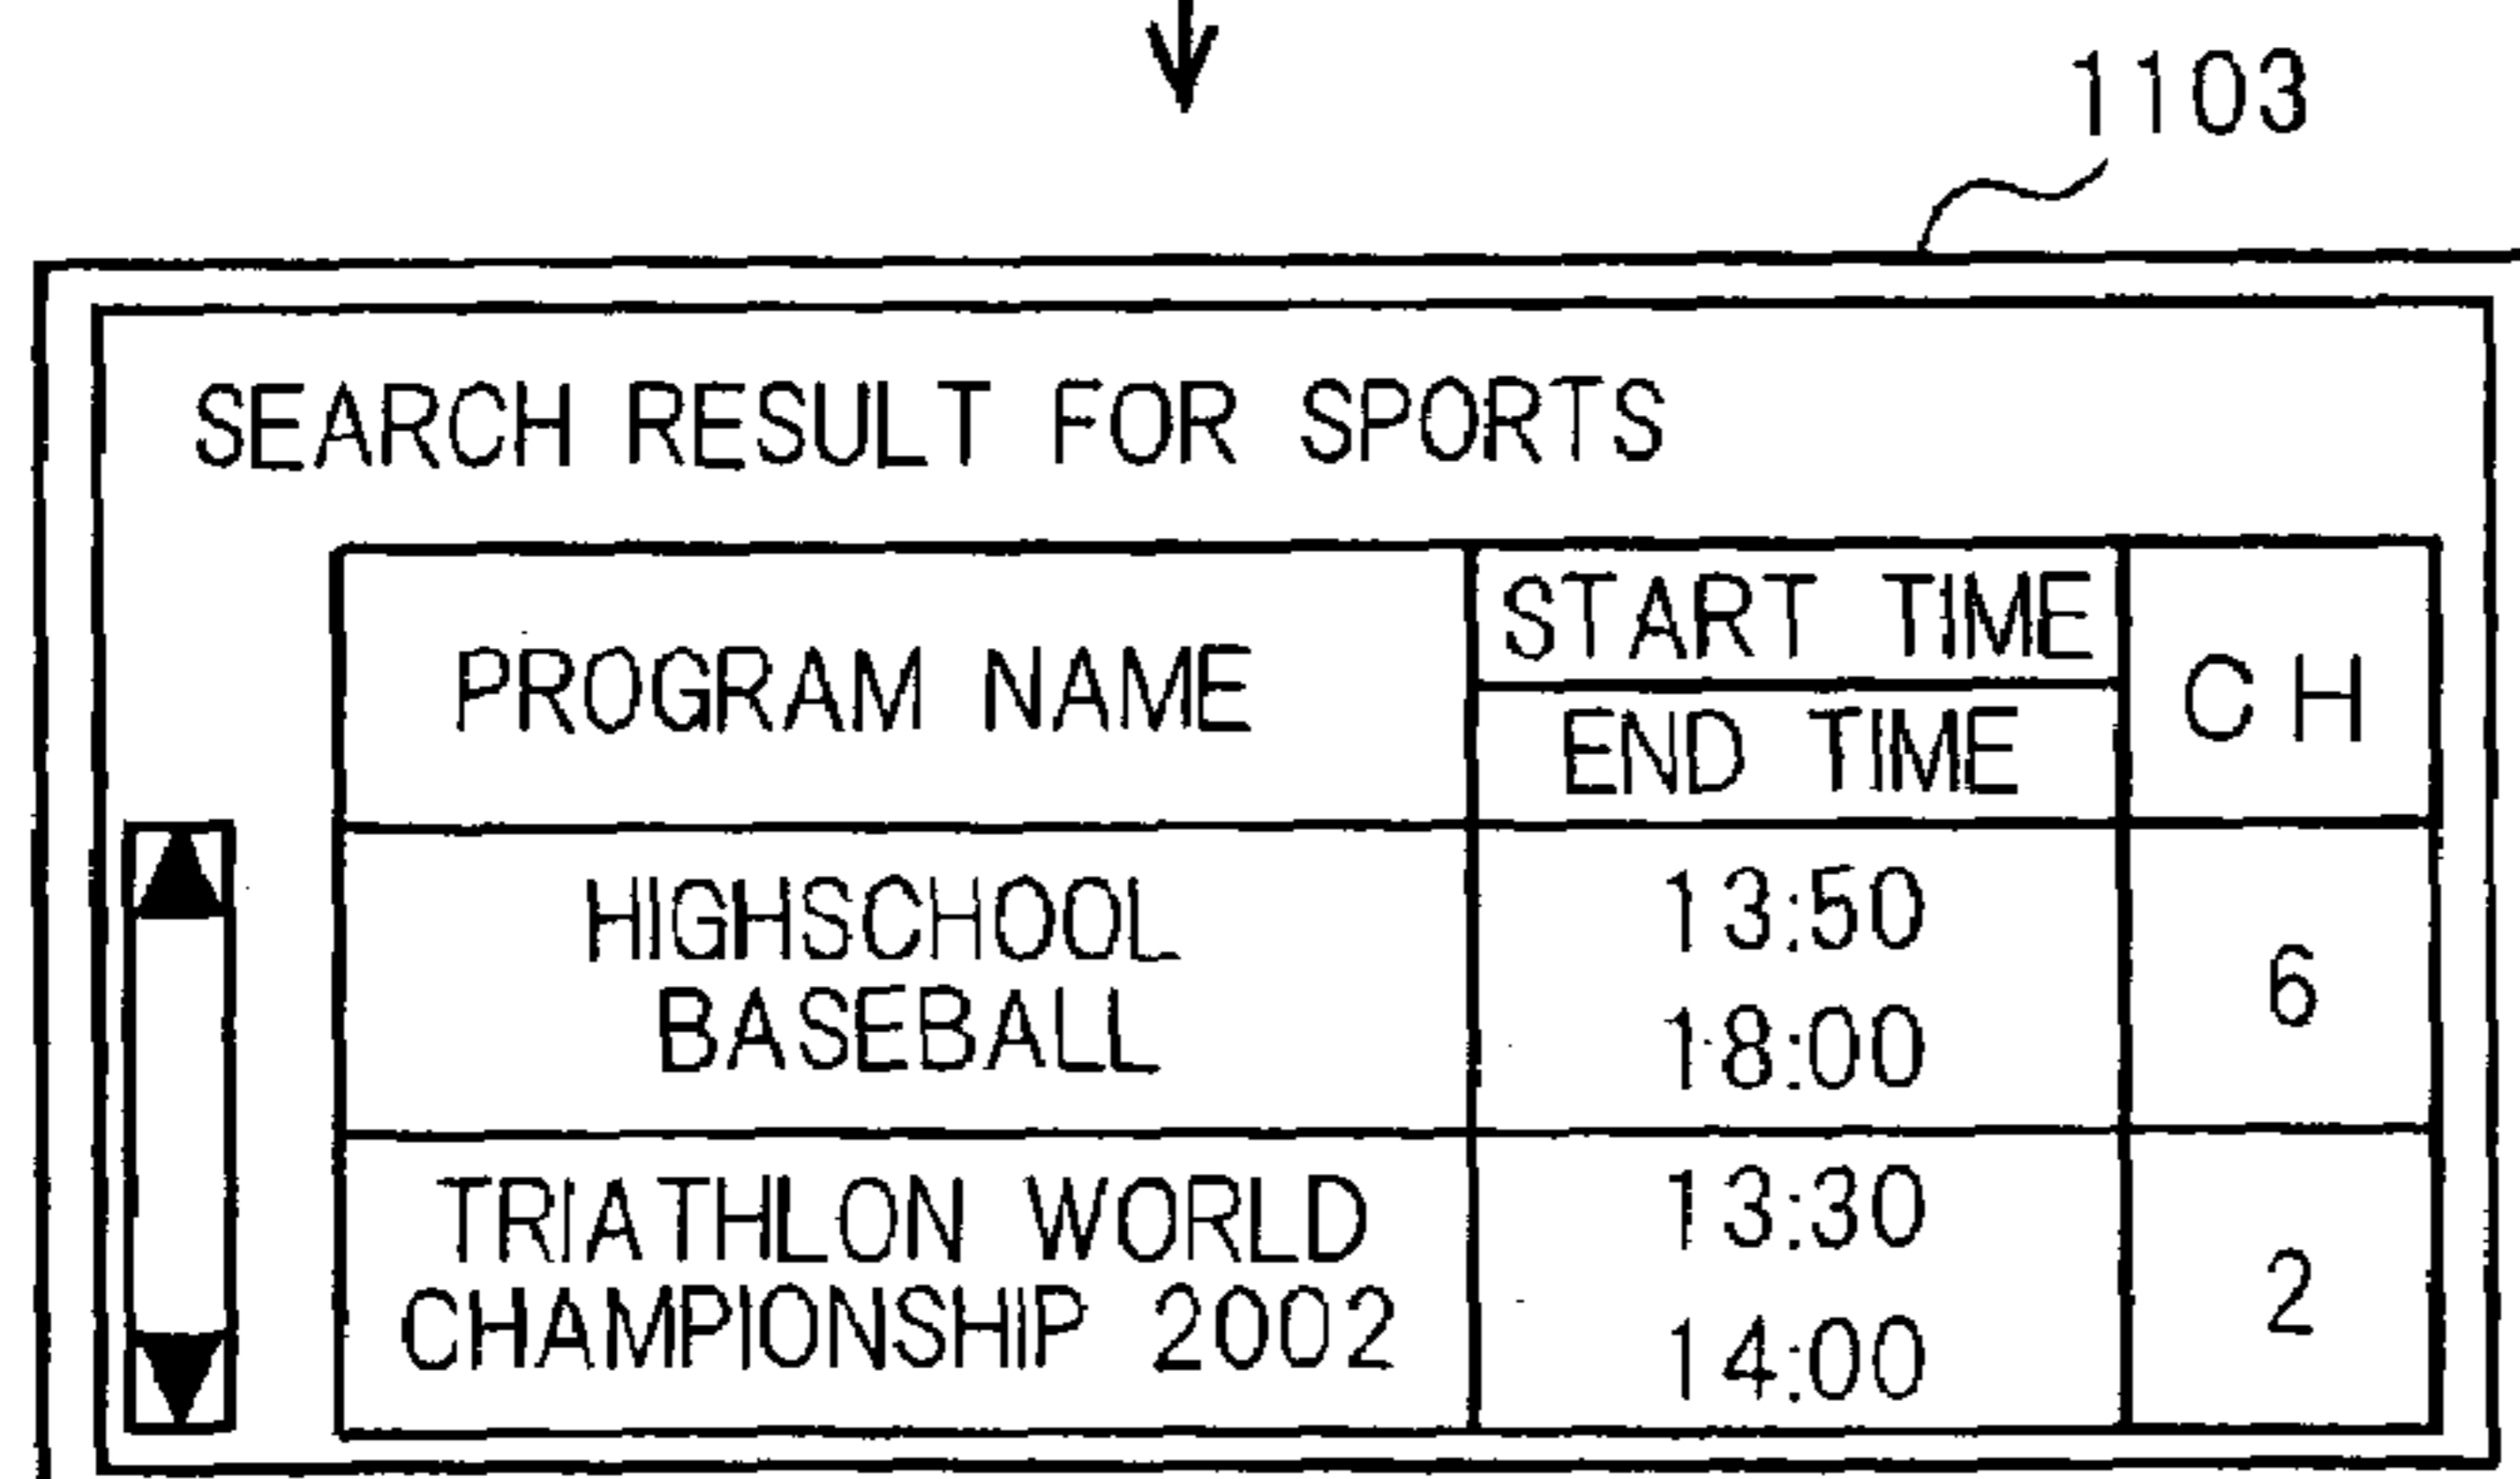 1103
SEARCH RESULT FOR SPORTS
PROGRAM NAME
START TIME
END TIME
CH
HIGHSCHOOL
BASEBALL
13:50
18:00
6
TRIATHLON WORLD
CHAMPIONSHIP 2002
13:30
14:00
2